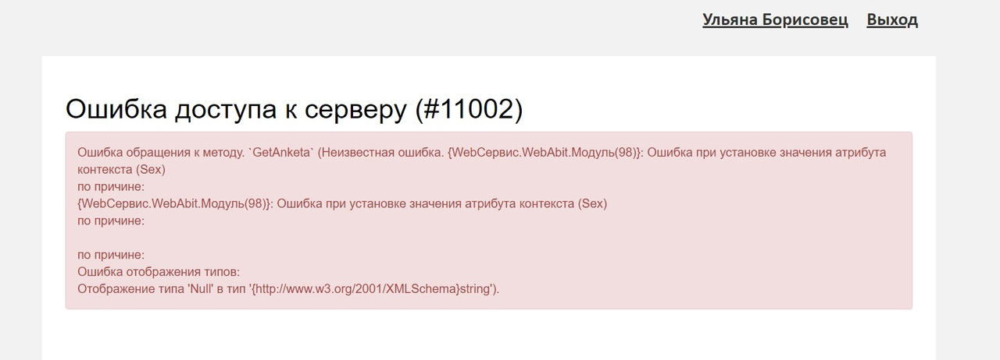 Ульяна Борисовец Выход
Ошибка доступа к серверу (#11002)
Ошибка обращения к методу. `GetAnketa` (Неизвестная ошибка. {WebСервис.WebAbit.Модуль(98)}: Ошибка при установке значения атрибута
контекста (Sex)
по причине:
{WebСервис.WebAbit.Модуль(98)}: Ошибка при установке значения атрибута контекста (Sex)
по причине:
по причине:
Ошибка отображения типов:
Отображение типа 'Null' в тип '{http://www.w3.org/2001/XMLSchema}string').